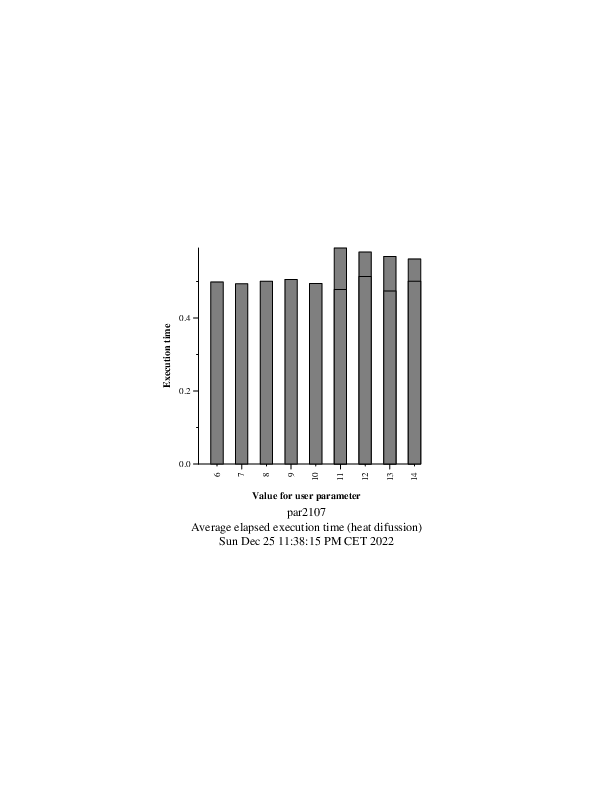 0.4
0.2
0.0
Execution time
6 7 8 9 10 11 12 13 14
Value for user parameter
par2107
Average elapsed execution time (heat difussion)
Sun Dec 25 11:38:15 PM CET 2022